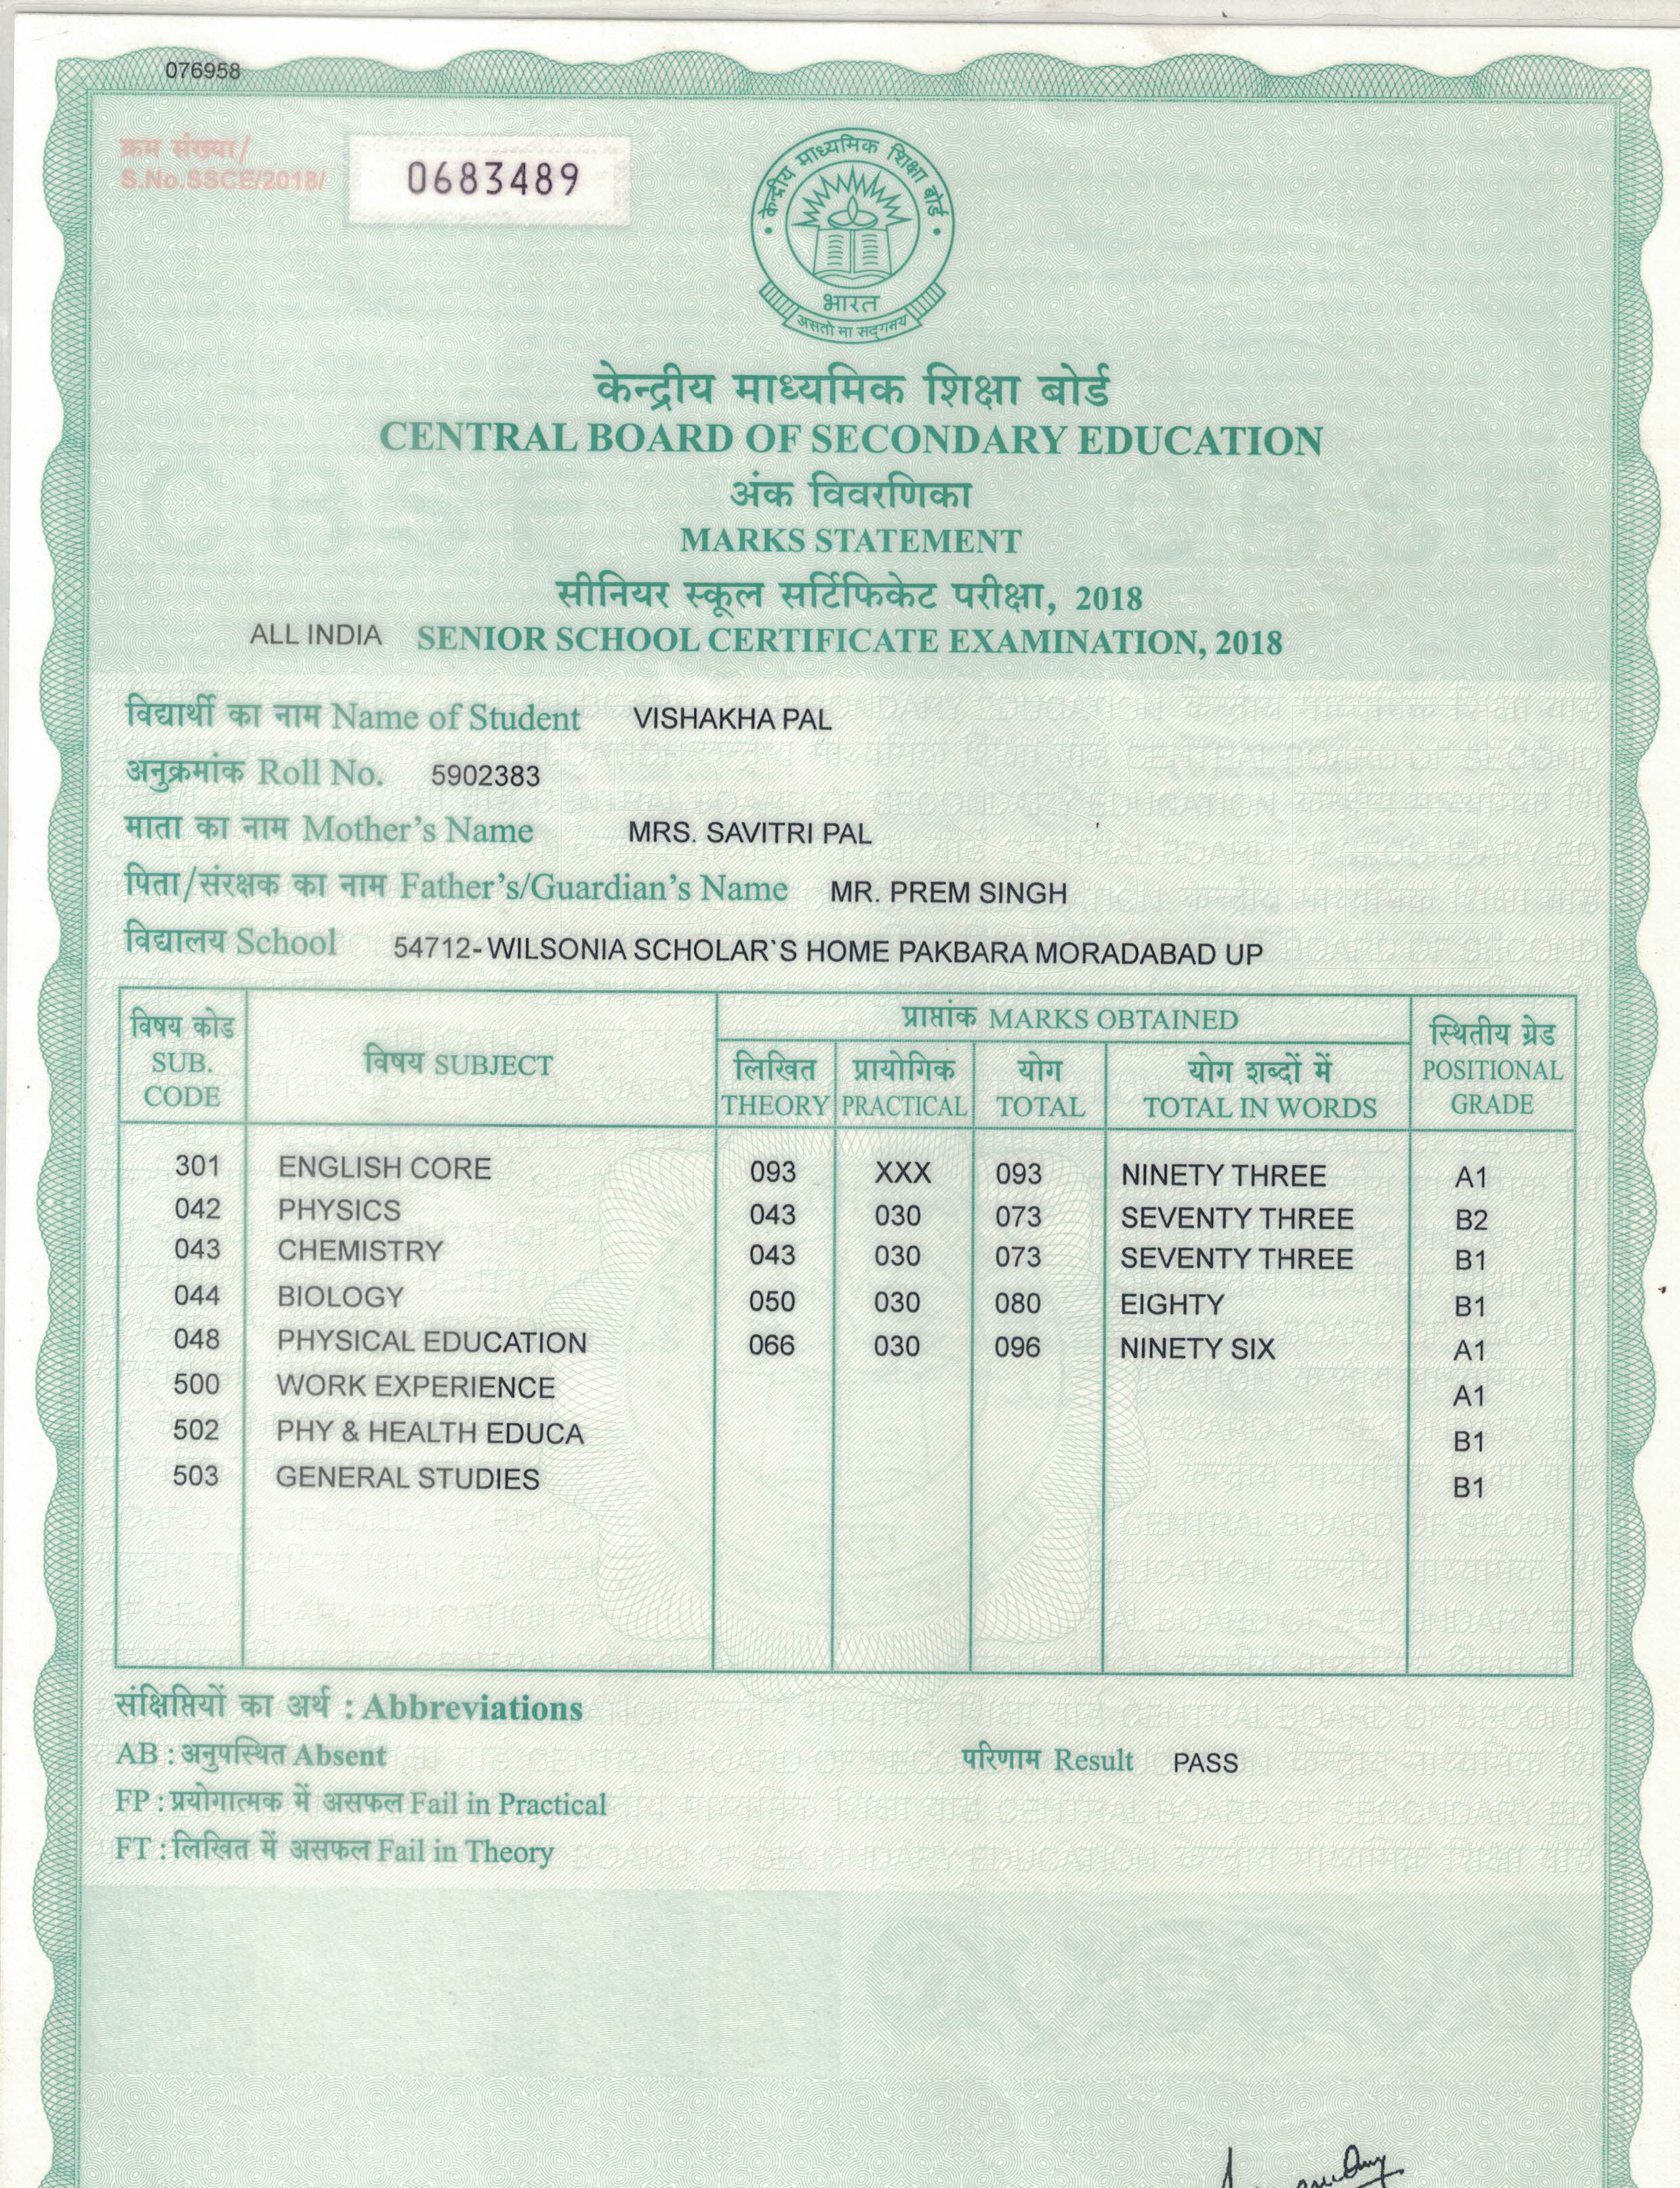 076958
क्रम संख्या/
S.No.SSCE/2018/
0683489
केन्द्रीय माध्यमिक शिक्षा बोर्ड
भारत
असतो मा सद्गमय
केन्द्रीय माध्यमिक शिक्षा बोर्ड
CENTRAL BOARD OF SECONDARY EDUCATION
अंक विवरणिका
MARKS STATEMENT
सीनियर स्कूल सर्टिफिकेट परीक्षा, 2018
ALL INDIA SENIOR SCHOOL CERTIFICATE EXAMINATION, 2018
विद्यार्थी का नाम Name of Student VISHAKHA PAL
अनुक्रमांक Roll No. 5902383
माता का नाम Mother's Name MRS. SAVITRI PAL
पिता/संरक्षक का नाम Father's/Guardian's Name MR. PREM SINGH
विद्यालय School 54712-WILSONIA SCHOLAR`S HOME PAKBARA MORADABAD UP
विषय कोड SUB. CODE विषय SUBJECT प्राप्तांक MARKS OBTAINED स्थितीय ग्रेड POSITIONAL GRADE
लिखित THEORY प्रायोगिक PRACTICAL योग TOTAL योग शब्दों में TOTAL IN WORDS
301 ENGLISH CORE 093 XXX 093 NINETY THREE A1
042 PHYSICS 043 030 073 SEVENTY THREE B2
043 CHEMISTRY 043 030 073 SEVENTY THREE B1
044 BIOLOGY 050 030 080 EIGHTY B1
048 PHYSICAL EDUCATION 066 030 096 NINETY SIX A1
500 WORK EXPERIENCE A1
502 PHY & HEALTH EDUCA B1
503 GENERAL STUDIES B1
संक्षिप्तियों का अर्थ : Abbreviations
AB : अनुपस्थित Absent
परिणाम Result PASS
FP : प्रयोगात्मक में असफल Fail in Practical
FT : लिखित में असफल Fail in Theory